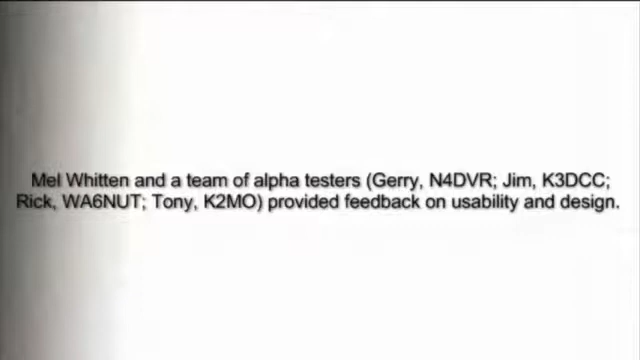 Mel Whitten and a team of alpha testers (Gerry, N4DVR; Jim, K3DCC;
Rick, WA6NUT; Tony, K2MO) provided feedback on usability and design.